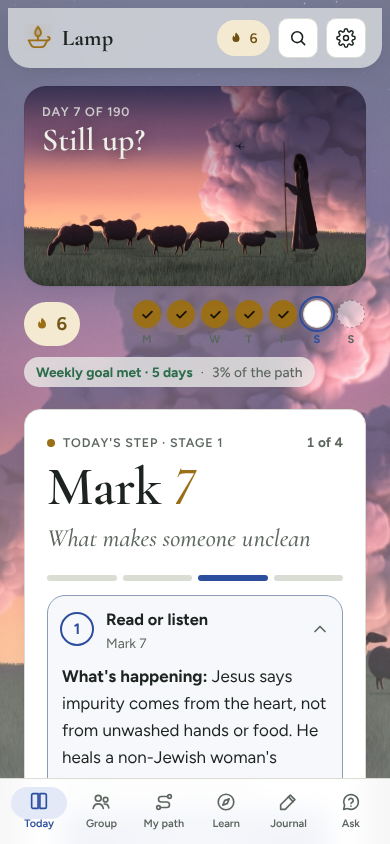 Lamp
6
DAY 7 OF 190
Still up?
6
M T W T F S S
Weekly goal met · 5 days · 3% of the path
TODAY'S STEP · STAGE 1
1 of 4
Mark 7
What makes someone unclean
1
Read or listen
Mark 7
What's happening: Jesus says
impurity comes from the heart, not
from unwashed hands or food. He
heals a non-Jewish woman's
Today
Group
My path
Learn
Journal
Ask